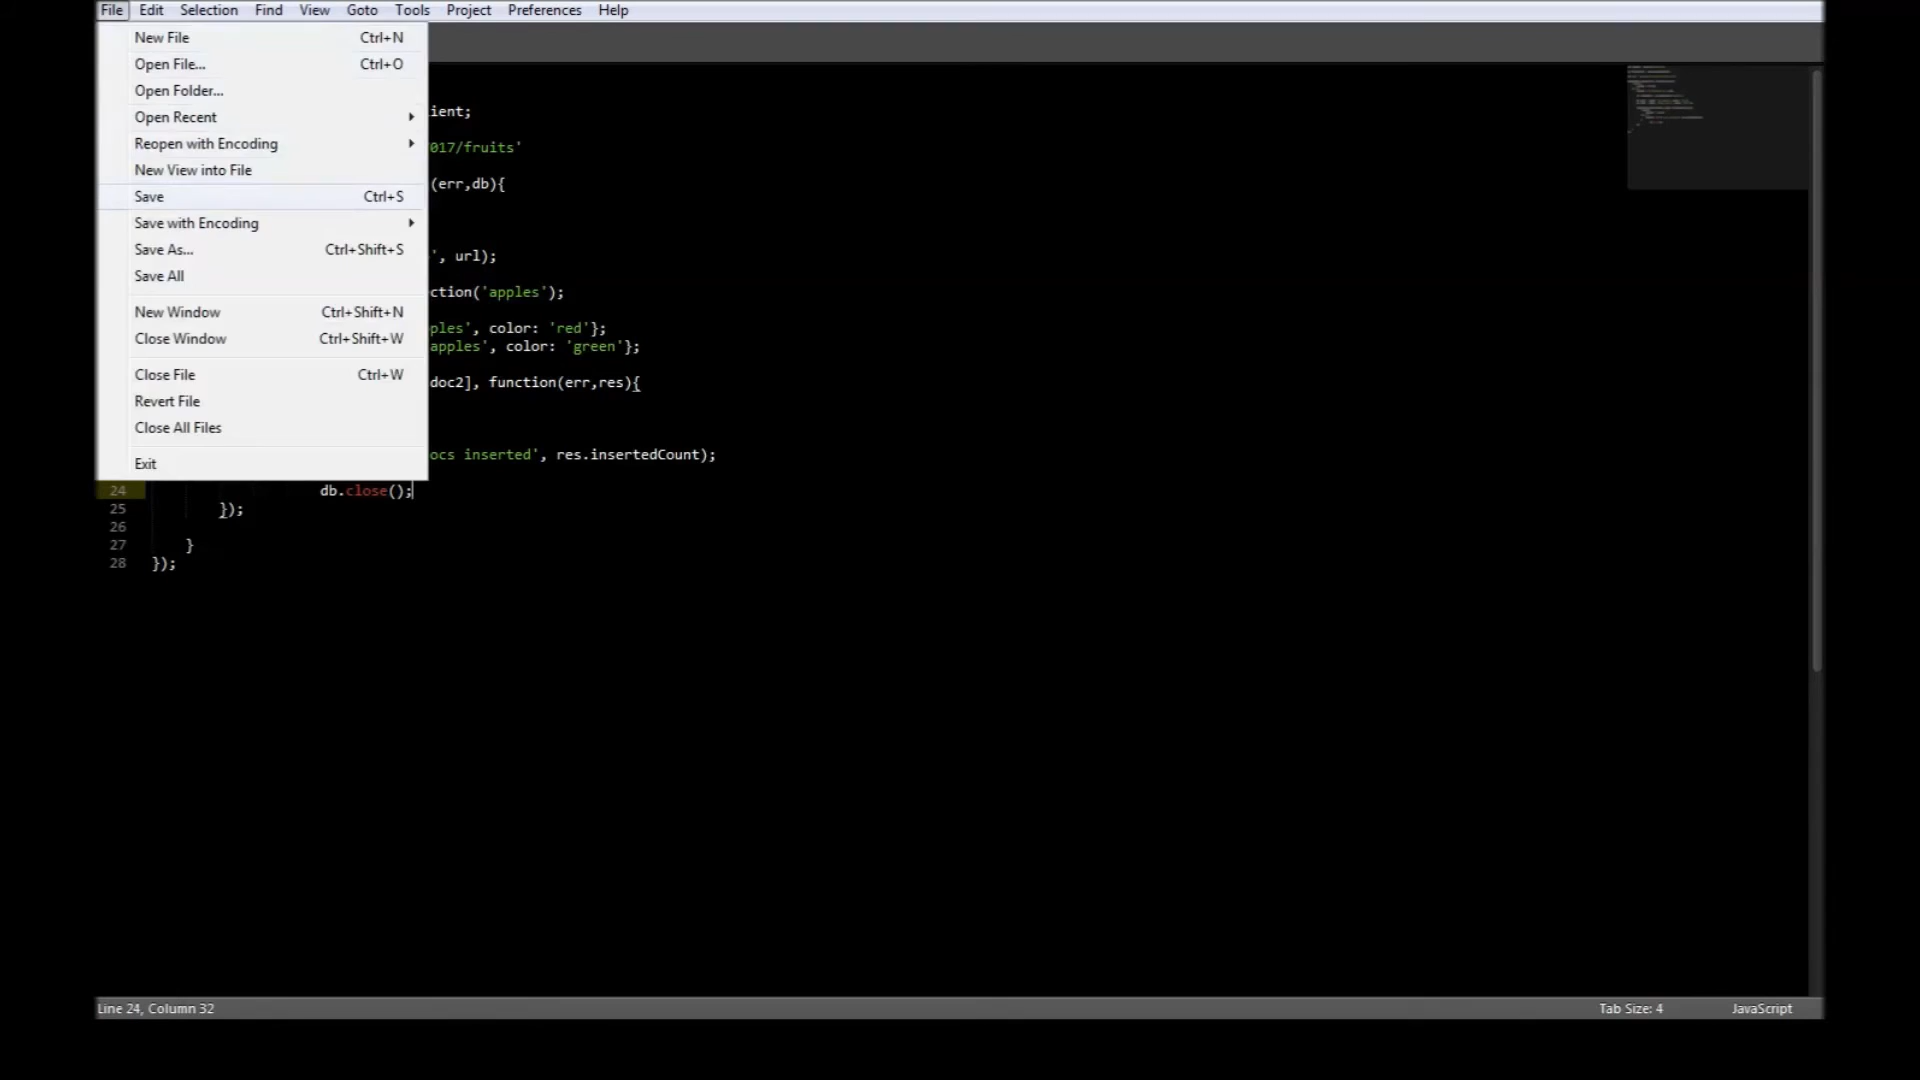 File Edit Selection Find View Goto Tools Project Preferences Help
New File Ctrl+N
Open File... Ctrl+O
Open Folder...
Open Recent
Reopen with Encoding
New View into File
Save Ctrl+S
Save with Encoding
Save As... Ctrl+Shift+S
Save All
New Window Ctrl+Shift+N
Close Window Ctrl+Shift+W
Close File Ctrl+W
Revert File
Close All Files
Exit
ient;
017/fruits'
(err,db){
', url);
ction('apples');
ples', color: 'red'};
apples', color: 'green'};
doc2], function(err,res){
ocs inserted', res.insertedCount);
24 db.close();
25 });
26
27 }
28 });
Line 24, Column 32 Tab Size: 4 JavaScript